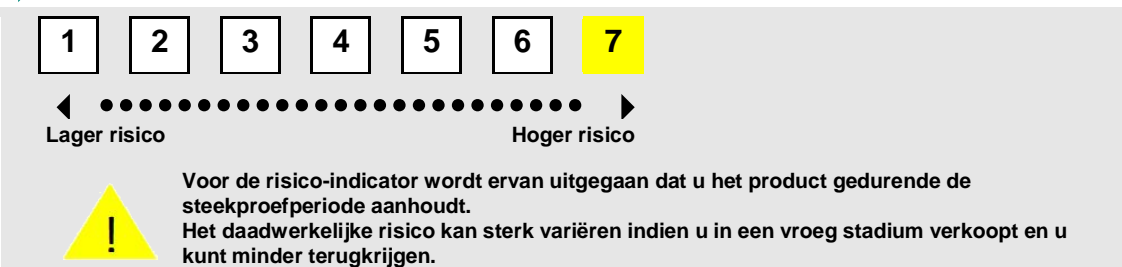 1 2 3 4 5 6 7
Lager risico Hoger risico
!
Voor de risico-indicator wordt ervan uitgegaan dat u het product gedurende de
steekproefperiode aanhoudt.
Het daadwerkelijke risico kan sterk variëren indien u in een vroeg stadium verkoopt en u
kunt minder terugkrijgen.